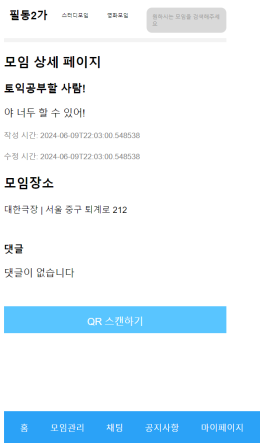 필동2가 스터디모임 영화모임 원하시는 모임을 검색해주세
요.
모임 상세 페이지
토익공부할 사람!
야 너두 할 수 있어!
작성 시간: 2024-06-09T22:03:00.548538
수정 시간: 2024-06-09T22:03:00.548538
모임장소
대한극장 | 서울 중구 퇴계로 212
댓글
댓글이 없습니다
QR 스캔하기
홈 모임관리 채팅 공지사항 마이페이지